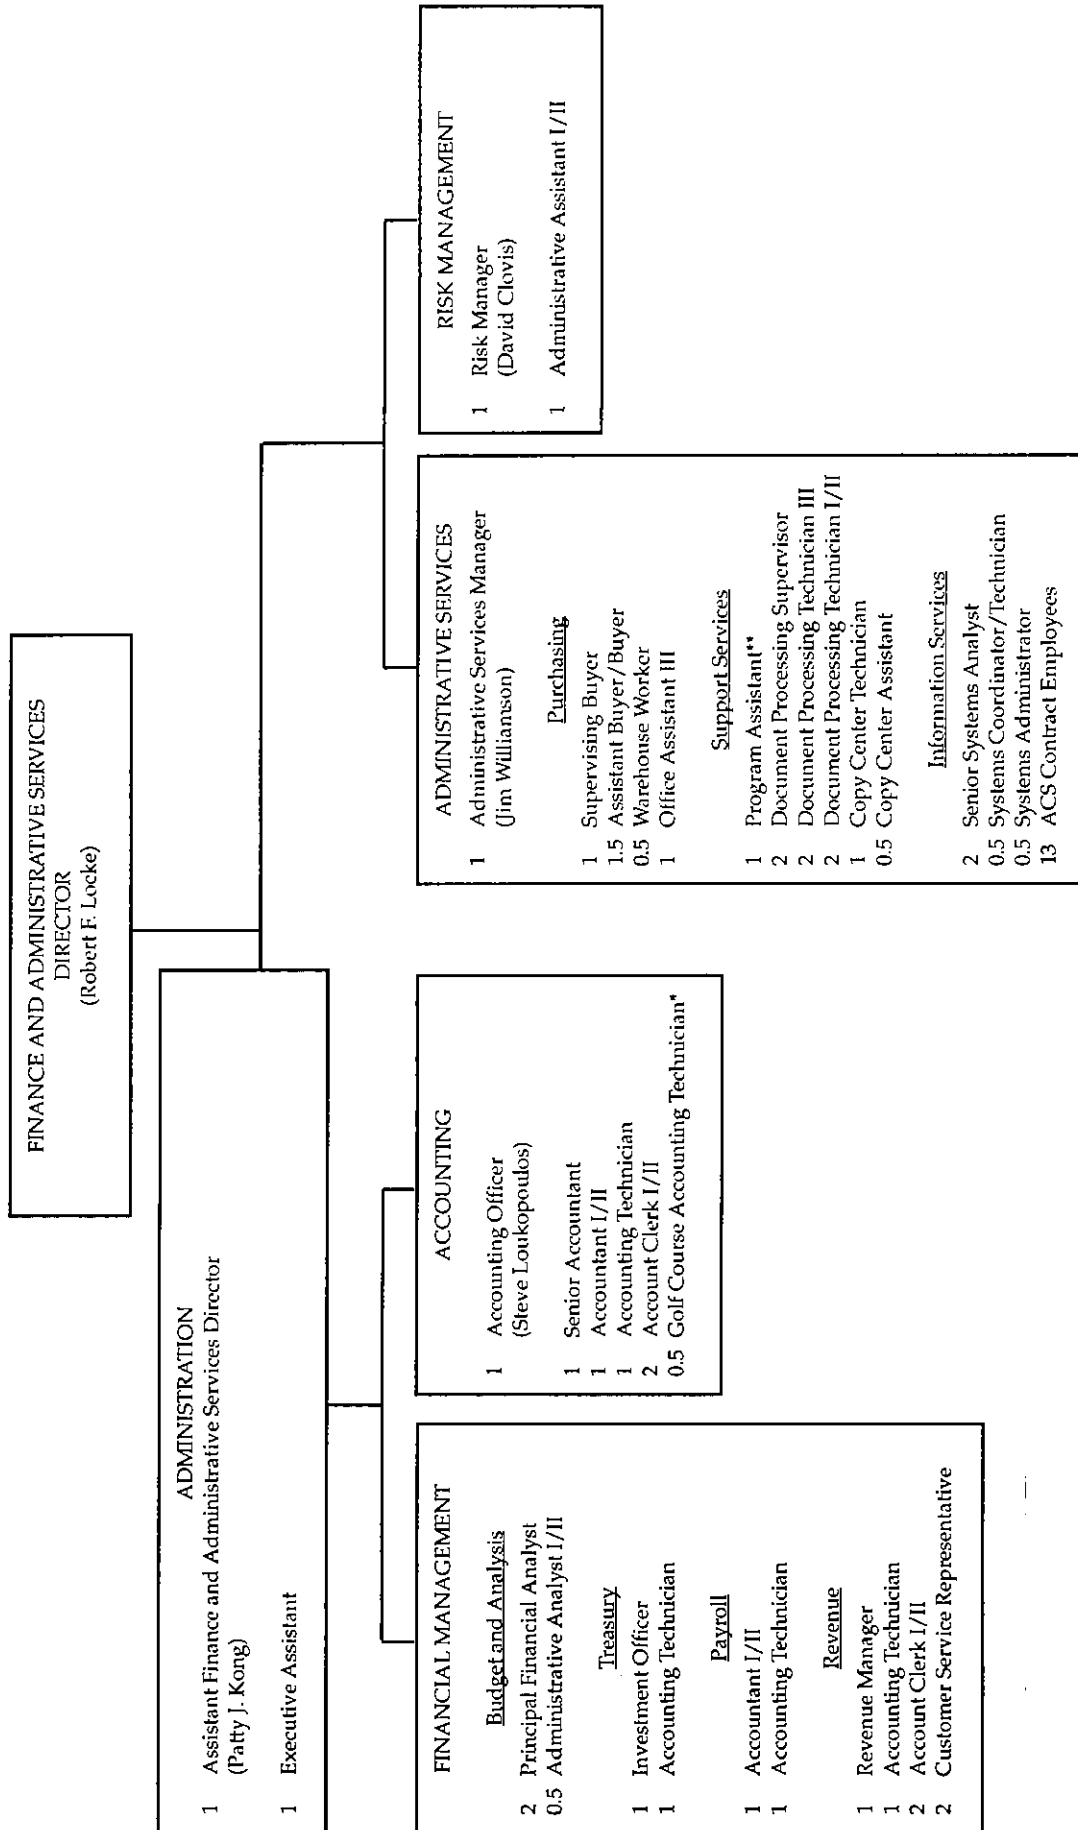 FINANCE AND ADMINISTRATIVE SERVICES
DIRECTOR
(Robert F. Locke)
ADMINISTRATION
1 Assistant Finance and Administrative Services Director
(Patty J. Kong)
1 Executive Assistant
FINANCIAL MANAGEMENT
Budget and Analysis
2 Principal Financial Analyst
0.5 Administrative Analyst I/II
Treasury
1 Investment Officer
1 Accounting Technician
Payroll
1 Accountant I/II
1 Accounting Technician
Revenue
1 Revenue Manager
1 Accounting Technician
2 Account Clerk I/II
2 Customer Service Representative
ACCOUNTING
1 Accounting Officer
(Steve Loukopoulos)
1 Senior Accountant
1 Accountant I/II
1 Accounting Technician
2 Account Clerk I/II
0.5 Golf Course Accounting Technician*
ADMINISTRATIVE SERVICES
1 Administrative Services Manager
(Jim Willianson)
Purchasing
1 Supervising Buyer
1.5 Assistant Buyer/Buyer
0.5 Warehouse Worker
1 Office Assistant III
Support Services
1 Program Assistant**
2 Document Processing Supervisor
2 Document Processing Technician III
2 Document Processing Technician I/II
1 Copy Center Technician
0.5 Copy Center Assistant
Information Services
2 Senior Systems Analyst
0.5 Systems Coordinator/Technician
0.5 Systems Administrator
13 ACS Contract Employees
RISK MANAGEMENT
1 Risk Manager
(David Clovis)
1 Administrative Assistant I/II